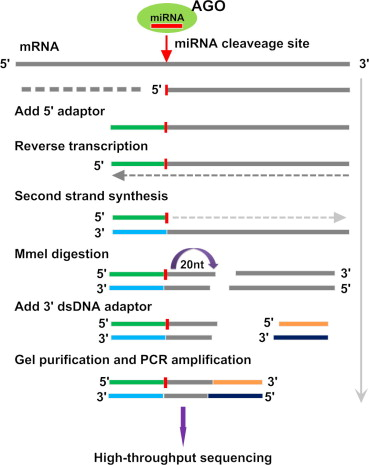 AGO
miRNA
mRNA
miRNA cleaveage site
5' 3'
5'
Add 5' adaptor
Reverse transcription
5'
Second strand synthesis
5'
3'
MmeI digestion
20nt
5' 3'
3' 5'
Add 3' dsDNA adaptor
5' 5'
3' 3'
Gel purification and PCR amplification
5' 3'
3' 5'
High-throughput sequencing